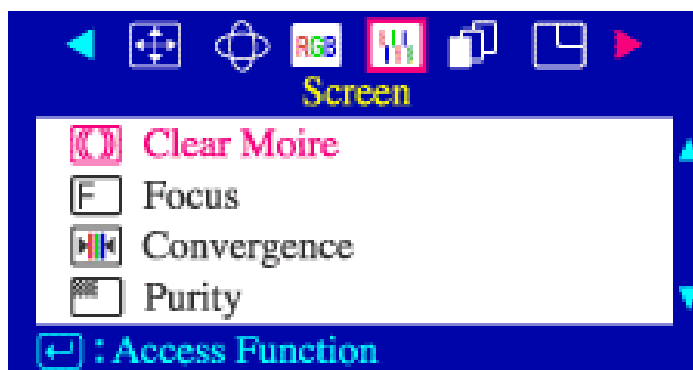 RGB
Screen
Clear Moire
F Focus
Convergence
Purity
: Access Function